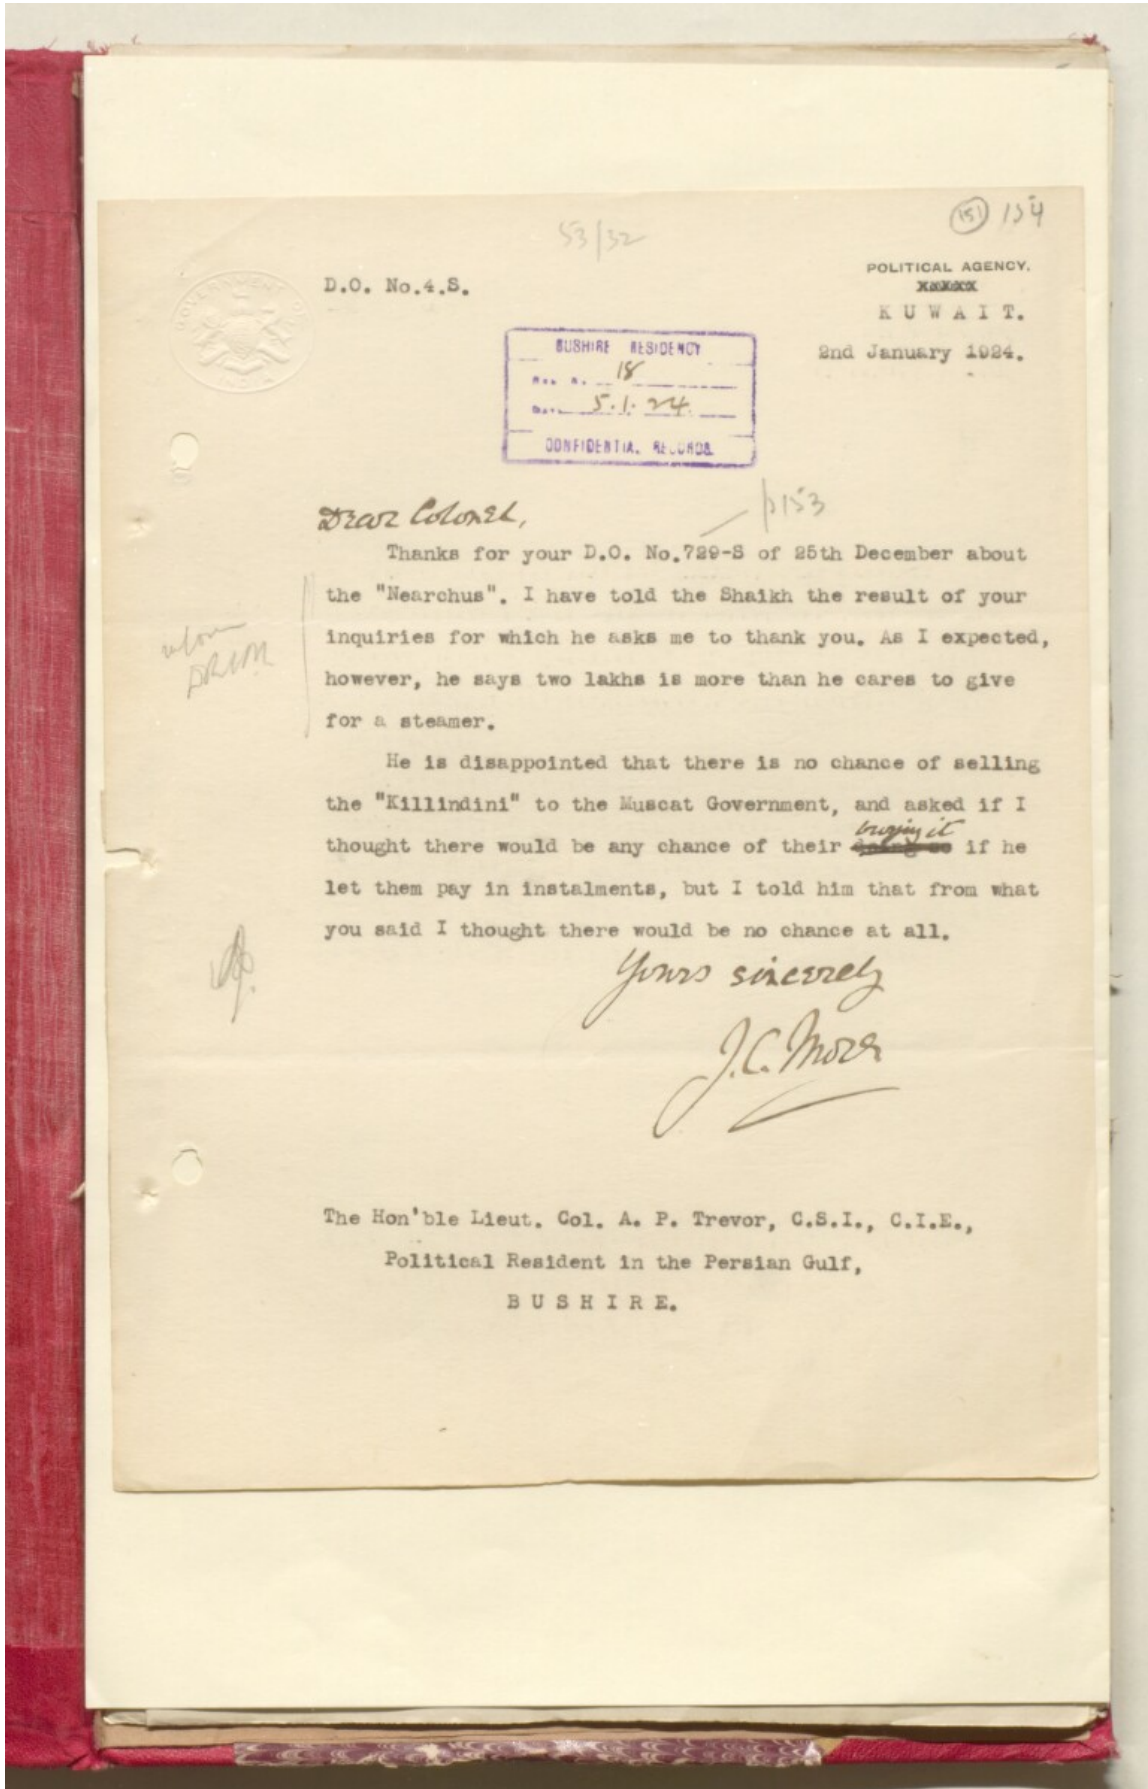 151 154
53/32
GOVERNMENT OF
INDIA
D.O. No.4.S.
POLITICAL AGENCY,
KUWAIT.
2nd January 1924.
BUSHIRE RESIDENCY
18
5.1.24.
CONFIDENTIAL RECORDS.
p153
Dear Colonel,
Thanks for your D.O. No.729-S of 25th December about
the "Nearchus". I have told the Shaikh the result of your
inquiries for which he asks me to thank you. As I expected,
however, he says two lakhs is more than he cares to give
for a steamer.
He is disappointed that there is no chance of selling
the "Killindini" to the Muscat Government, and asked if I
thought there would be any chance of their buying it if he
let them pay in instalments, but I told him that from what
you said I thought there would be no chance at all.
Yours sincerely
J.C. More
The Hon'ble Lieut. Col. A. P. Trevor, C.S.I., C.I.E.,
Political Resident in the Persian Gulf,
BUSHIRE.